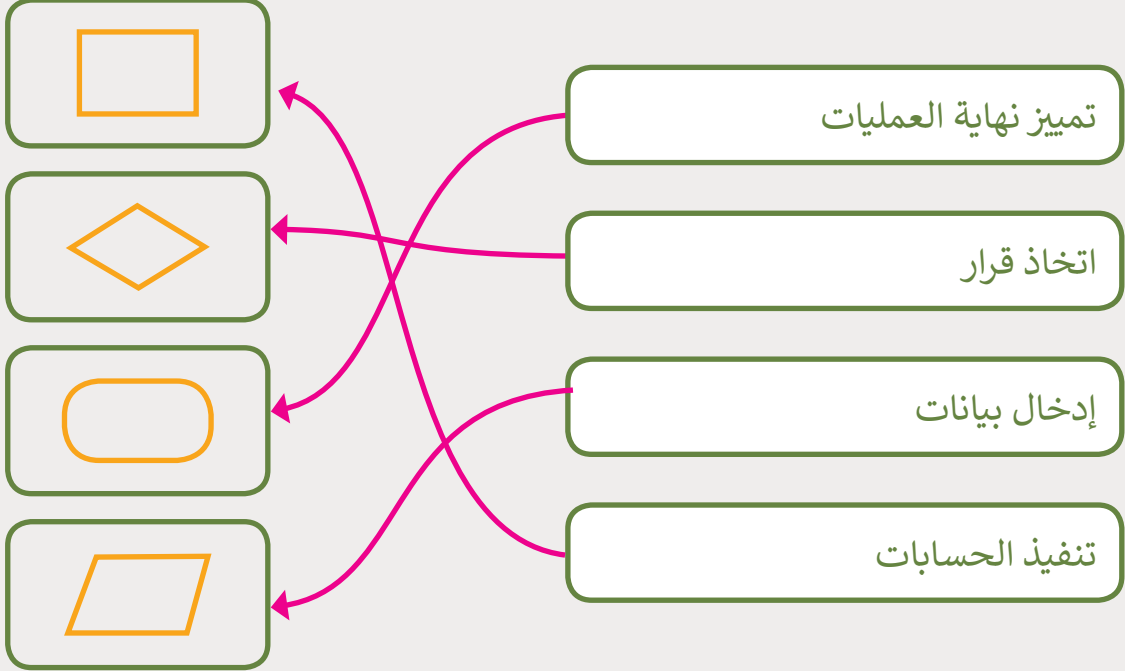 تمييز نهاية العمليات
اتخاذ قرار
إدخال بيانات
تنفيذ الحسابات